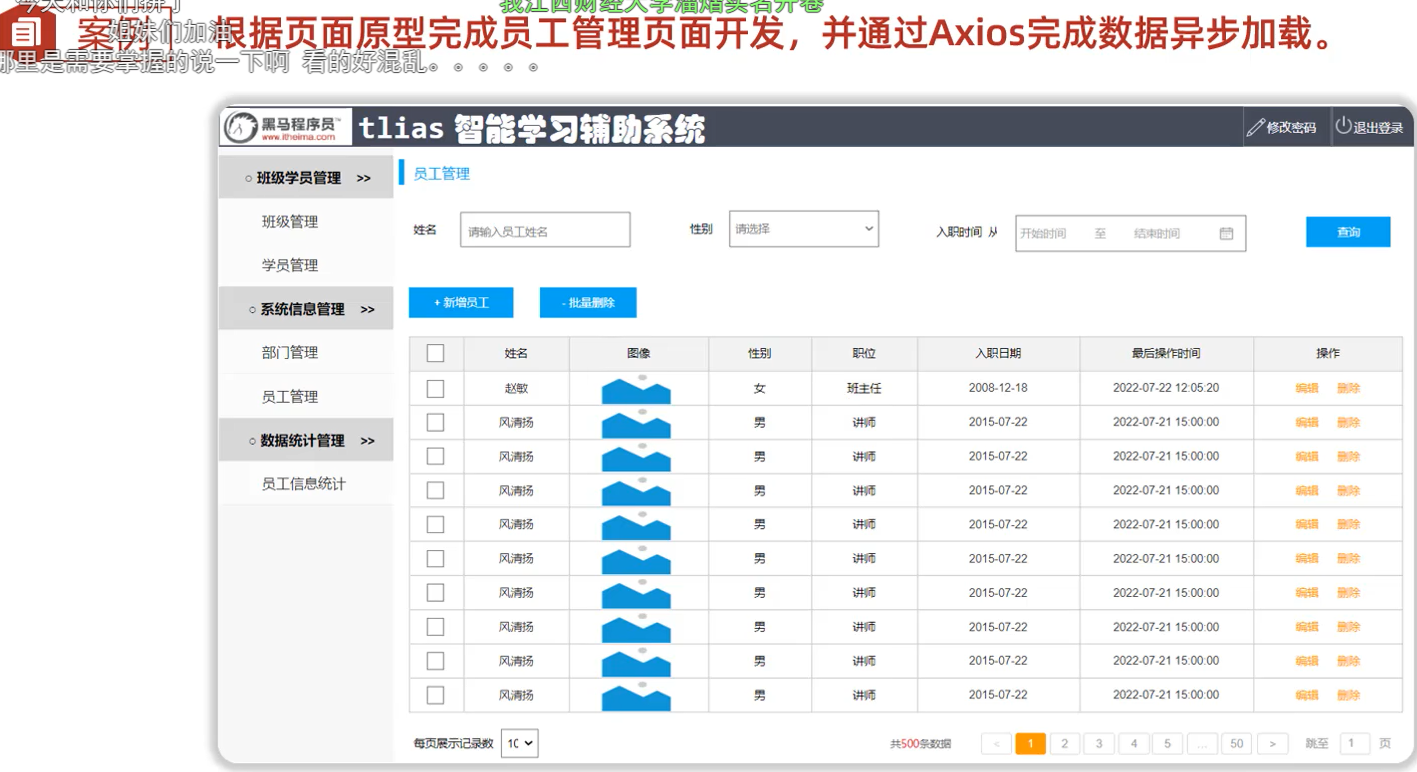 今天和你们拼了
我江西财经大学潘熠实名开卷
案例 根据页面原型完成员工管理页面开发，并通过Axios完成数据异步加载。
姐妹们加油
哪里是需要掌握的说一下啊 看的好混乱。。。。。
黑马程序员™ www.itheima.com tlias 智能学习辅助系统 修改密码 退出登录
班级学员管理 >>
班级管理
学员管理
系统信息管理 >>
部门管理
员工管理
数据统计管理 >>
员工信息统计
员工管理
姓名 请输入员工姓名 性别 请选择 入职时间 从 开始时间 至 结束时间 查询
+ 新增员工 - 批量删除
姓名 图像 性别 职位 入职日期 最后操作时间 操作
赵敏 女 班主任 2008-12-18 2022-07-22 12:05:20 编辑 删除
风清扬 男 讲师 2015-07-22 2022-07-21 15:00:00 编辑 删除
风清扬 男 讲师 2015-07-22 2022-07-21 15:00:00 编辑 删除
风清扬 男 讲师 2015-07-22 2022-07-21 15:00:00 编辑 删除
风清扬 男 讲师 2015-07-22 2022-07-21 15:00:00 编辑 删除
风清扬 男 讲师 2015-07-22 2022-07-21 15:00:00 编辑 删除
风清扬 男 讲师 2015-07-22 2022-07-21 15:00:00 编辑 删除
风清扬 男 讲师 2015-07-22 2022-07-21 15:00:00 编辑 删除
风清扬 男 讲师 2015-07-22 2022-07-21 15:00:00 编辑 删除
风清扬 男 讲师 2015-07-22 2022-07-21 15:00:00 编辑 删除
每页展示记录数 10 共500条数据 < 1 2 3 4 5 ... 50 > 跳至 1 页